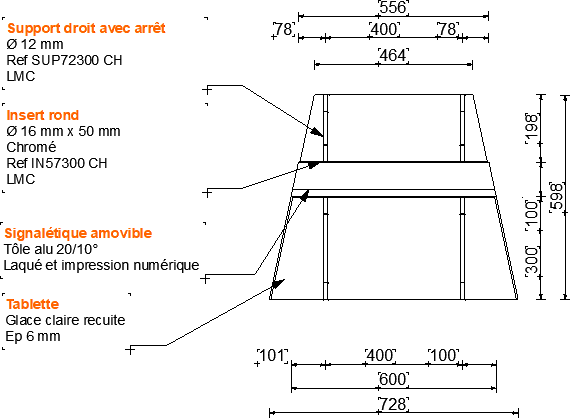 Support droit avec arrêt
Ø 12 mm
Ref SUP72300 CH
LMC
Insert rond
Ø 16 mm x 50 mm
Chromé
Ref IN57300 CH
LMC
Signalétique amovible
Tôle alu 20/10°
Laqué et impression numérique
Tablette
Glace claire recuite
Ep 6 mm
556
78 400 78
464
198
598
100
300
101 400 100
600
728